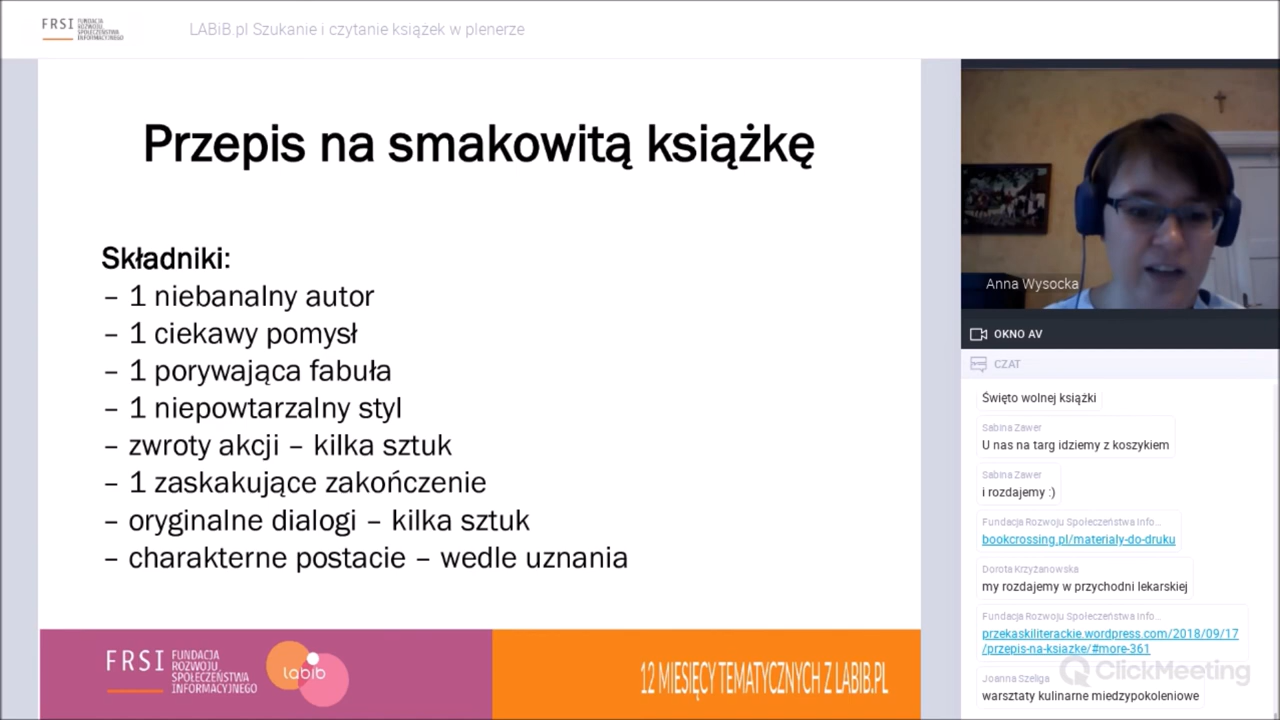 FRSI
FUNDACJA
ROZWOJU
SPOŁECZEŃSTWA
INFORMACYJNEGO
LABiB.pl Szukanie i czytanie książek w plenerze
Przepis na smakowitą książkę
Składniki:
– 1 niebanalny autor
– 1 ciekawy pomysł
– 1 porywająca fabuła
– 1 niepowtarzalny styl
– zwroty akcji – kilka sztuk
– 1 zaskakujące zakończenie
– oryginalne dialogi – kilka sztuk
– charakterne postacie – wedle uznania
FRSI
FUNDACJA
ROZWOJU
SPOŁECZEŃSTWA
INFORMACYJNEGO
labib
12 MIESIĘCY TEMATYCZNYCH Z LABIB.PL
Anna Wysocka
OKNO AV
CZAT
Święto wolnej książki
Sabina Zawer
U nas na targ idziemy z koszykiem
Sabina Zawer
i rozdajemy :)
Fundacja Rozwoju Społeczeństwa Info...
bookcrossing.pl/materialy-do-druku
Dorota Krzyżanowska
my rozdajemy w przychodni lekarskiej
Fundacja Rozwoju Społeczeństwa Info...
przekaskiliterackie.wordpress.com/2018/09/17
/przepis-na-ksiazke/#more-361
ClickMeeting
Joanna Szeliga
warsztaty kulinarne miedzypokoleniowe